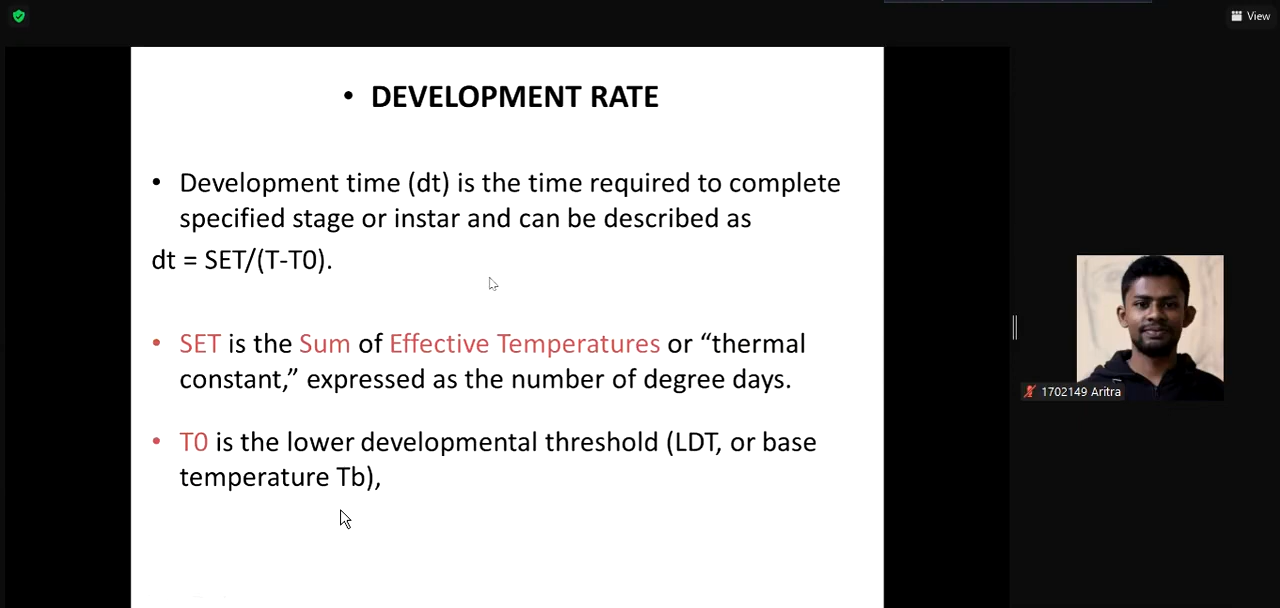 View
• DEVELOPMENT RATE
• Development time (dt) is the time required to complete
specified stage or instar and can be described as
dt = SET/(T-T0).
• SET is the Sum of Effective Temperatures or “thermal
constant,” expressed as the number of degree days.
• T0 is the lower developmental threshold (LDT, or base
temperature Tb),
1702149 Aritra